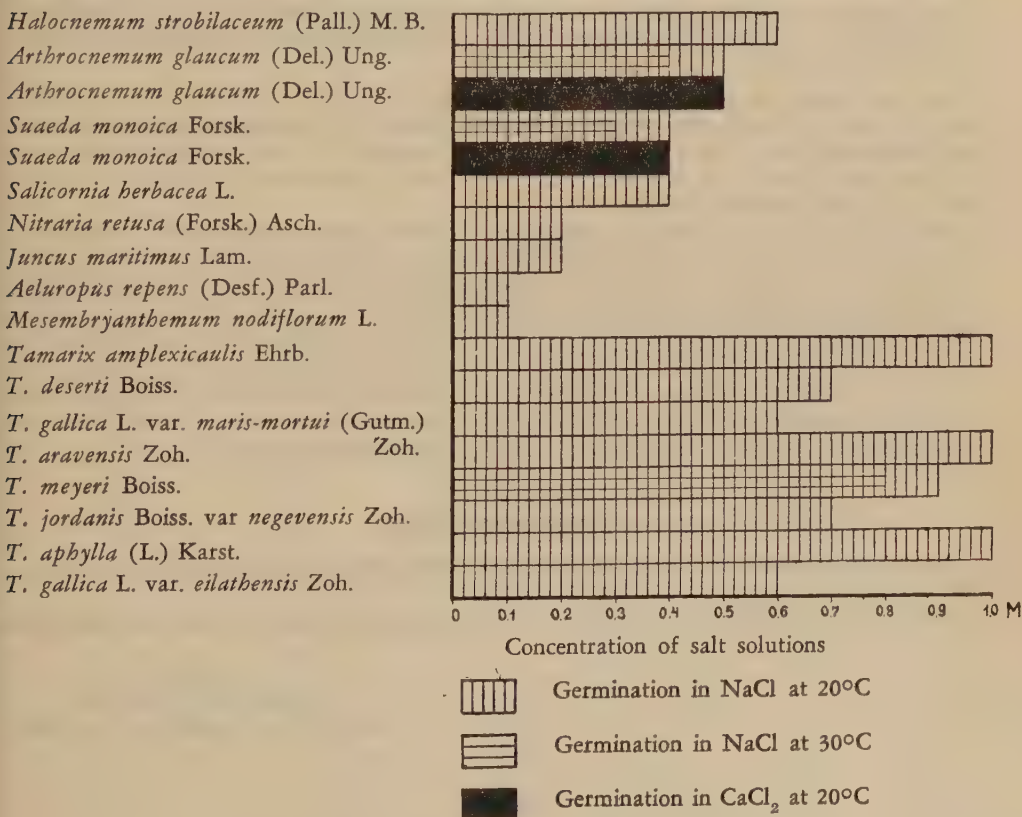 Halocnemum strobilaceum (Pall.) M. B.
Arthrocnemum glaucum (Del.) Ung.
Arthrocnemum glaucum (Del.) Ung.
Suaeda monoica Forsk.
Suaeda monoica Forsk.
Salicornia herbacea L.
Nitraria retusa (Forsk.) Asch.
Juncus maritimus Lam.
Aeluropus repens (Desf.) Parl.
Mesembryanthemum nodiflorum L.
Tamarix amplexicaulis Ehrb.
T. deserti Boiss.
T. gallica L. var. maris-mortui (Gutm.)
Zoh.
T. aravensis Zoh.
T. meyeri Boiss.
T. jordanis Boiss. var negevensis Zoh.
T. aphylla (L.) Karst.
T. gallica L. var. eilathensis Zoh.
0 0.1 0.2 0.3 0.4 0.5 0.6 0.7 0.8 0.9 1.0 M
Concentration of salt solutions
Germination in NaCl at 20°C
Germination in NaCl at 30°C
Germination in CaCl₂ at 20°C